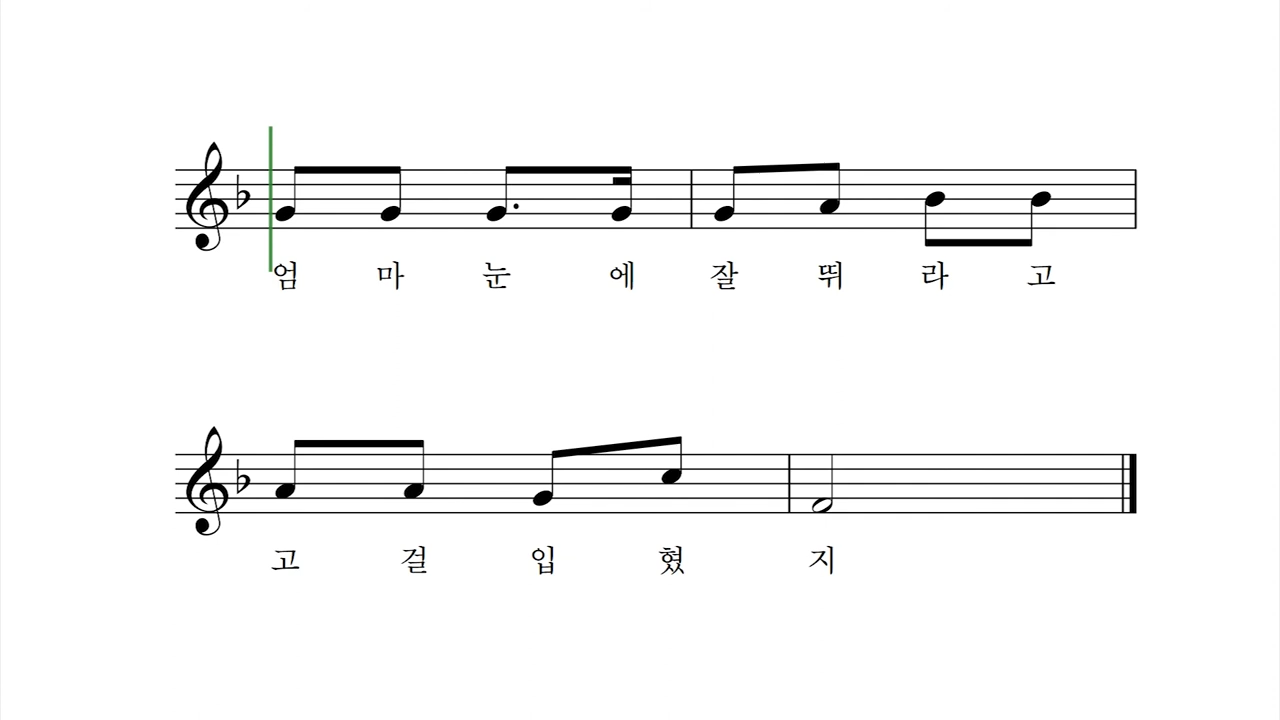 엄 마 눈 에 잘 뛰 라 고
고 걸 입 혔 지